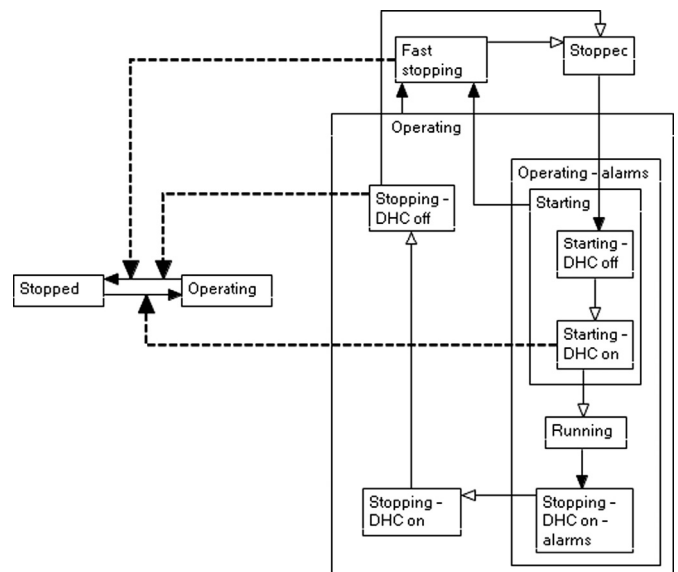 Fast
stopping
Stoppec
Operating
Operating - alarms
Stopping -
DHC off
Starting
Starting -
DHC off
Stopped
Operating
Starting -
DHC on
Running
Stopping -
DHC on
Stopping -
DHC on -
alarms